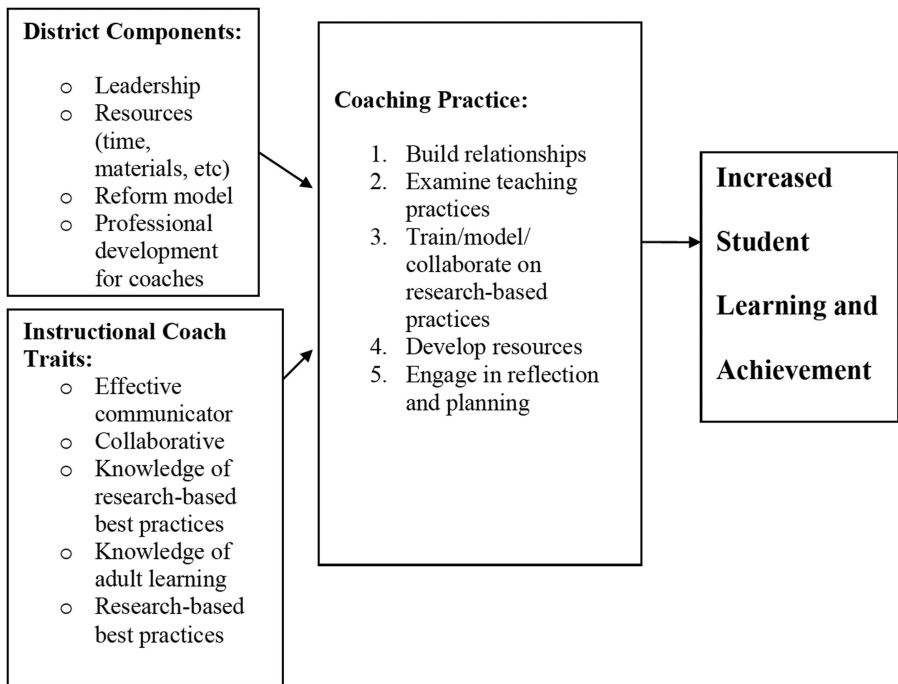 District Components:
o Leadership
o Resources
(time,
materials, etc)
o Reform model
o Professional
development
for coaches
Instructional Coach
Traits:
o Effective
communicator
o Collaborative
o Knowledge of
research-based
best practices
o Knowledge of
adult learning
o Research-based
best practices
Coaching Practice:
1. Build relationships
2. Examine teaching
practices
3. Train/model/
collaborate on
research-based
practices
4. Develop resources
5. Engage in reflection
and planning
Increased
Student
Learning and
Achievement